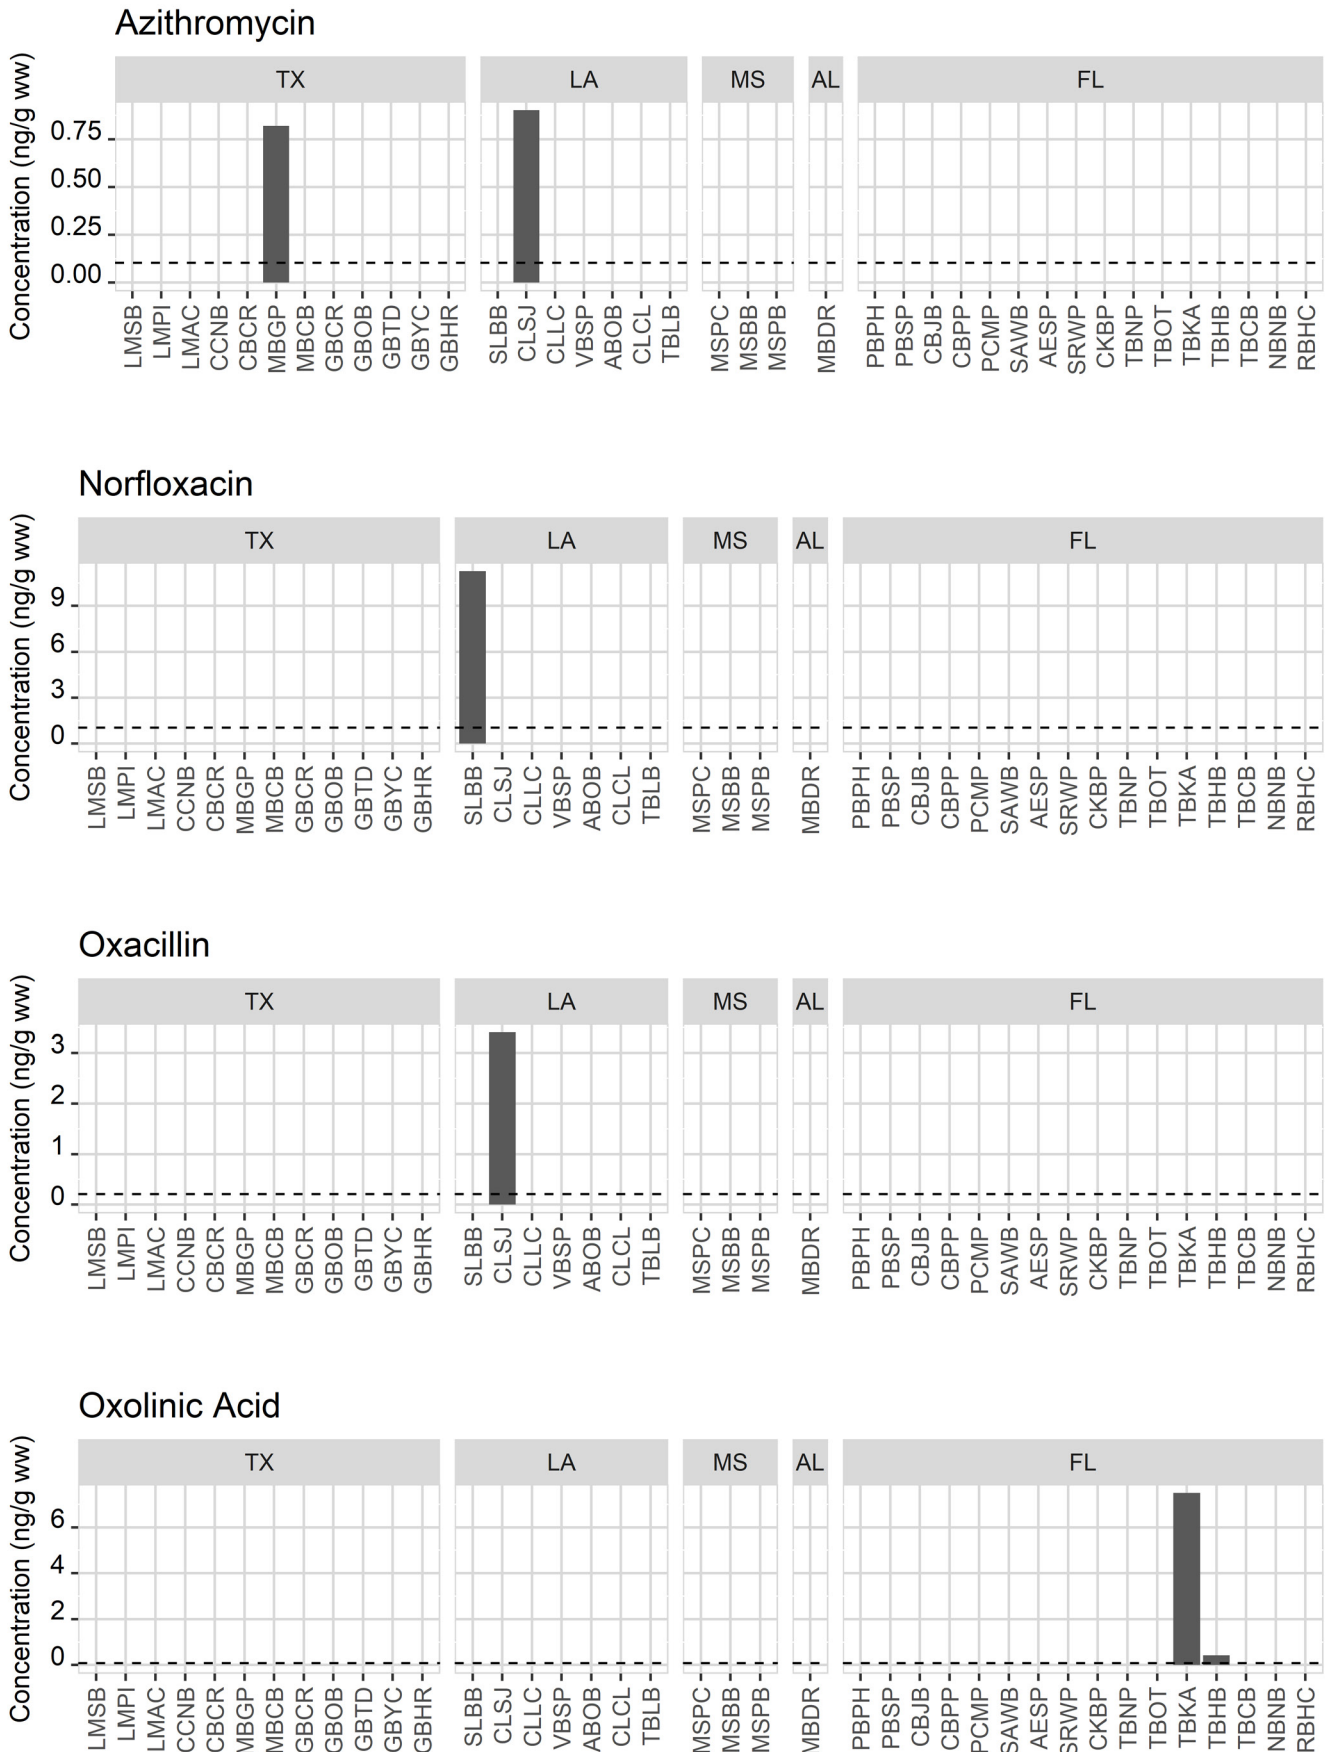 Azithromycin
TX LA MS AL FL
Concentration (ng/g ww)
0.75
0.50
0.25
0.00
LMSB LMPI LMAC CCNB CBCR MBGP MBCB GBCR GBOB GBTD GBYC GBHR SLBB CLSJ CLLC VBSP ABOB CLCL TBLB MSPC MSBB MSPB MBDR PBPH PBSP CBJB CBPP PCMP SAWB AESP SRWP CKBP TBNP TBOT TBKA TBHB TBCB NBNB RBHC
Norfloxacin
TX LA MS AL FL
Concentration (ng/g ww)
9
6
3
0
LMSB LMPI LMAC CCNB CBCR MBGP MBCB GBCR GBOB GBTD GBYC GBHR SLBB CLSJ CLLC VBSP ABOB CLCL TBLB MSPC MSBB MSPB MBDR PBPH PBSP CBJB CBPP PCMP SAWB AESP SRWP CKBP TBNP TBOT TBKA TBHB TBCB NBNB RBHC
Oxacillin
TX LA MS AL FL
Concentration (ng/g ww)
3
2
1
0
LMSB LMPI LMAC CCNB CBCR MBGP MBCB GBCR GBOB GBTD GBYC GBHR SLBB CLSJ CLLC VBSP ABOB CLCL TBLB MSPC MSBB MSPB MBDR PBPH PBSP CBJB CBPP PCMP SAWB AESP SRWP CKBP TBNP TBOT TBKA TBHB TBCB NBNB RBHC
Oxolinic Acid
TX LA MS AL FL
Concentration (ng/g ww)
6
4
2
0
LMSB LMPI LMAC CCNB CBCR MBGP MBCB GBCR GBOB GBTD GBYC GBHR SLBB CLSJ CLLC VBSP ABOB CLCL TBLB MSPC MSBB MSPB MBDR PBPH PBSP CBJB CBPP PCMP SAWB AESP SRWP CKBP TBNP TBOT TBKA TBHB TBCB NBNB RBHC